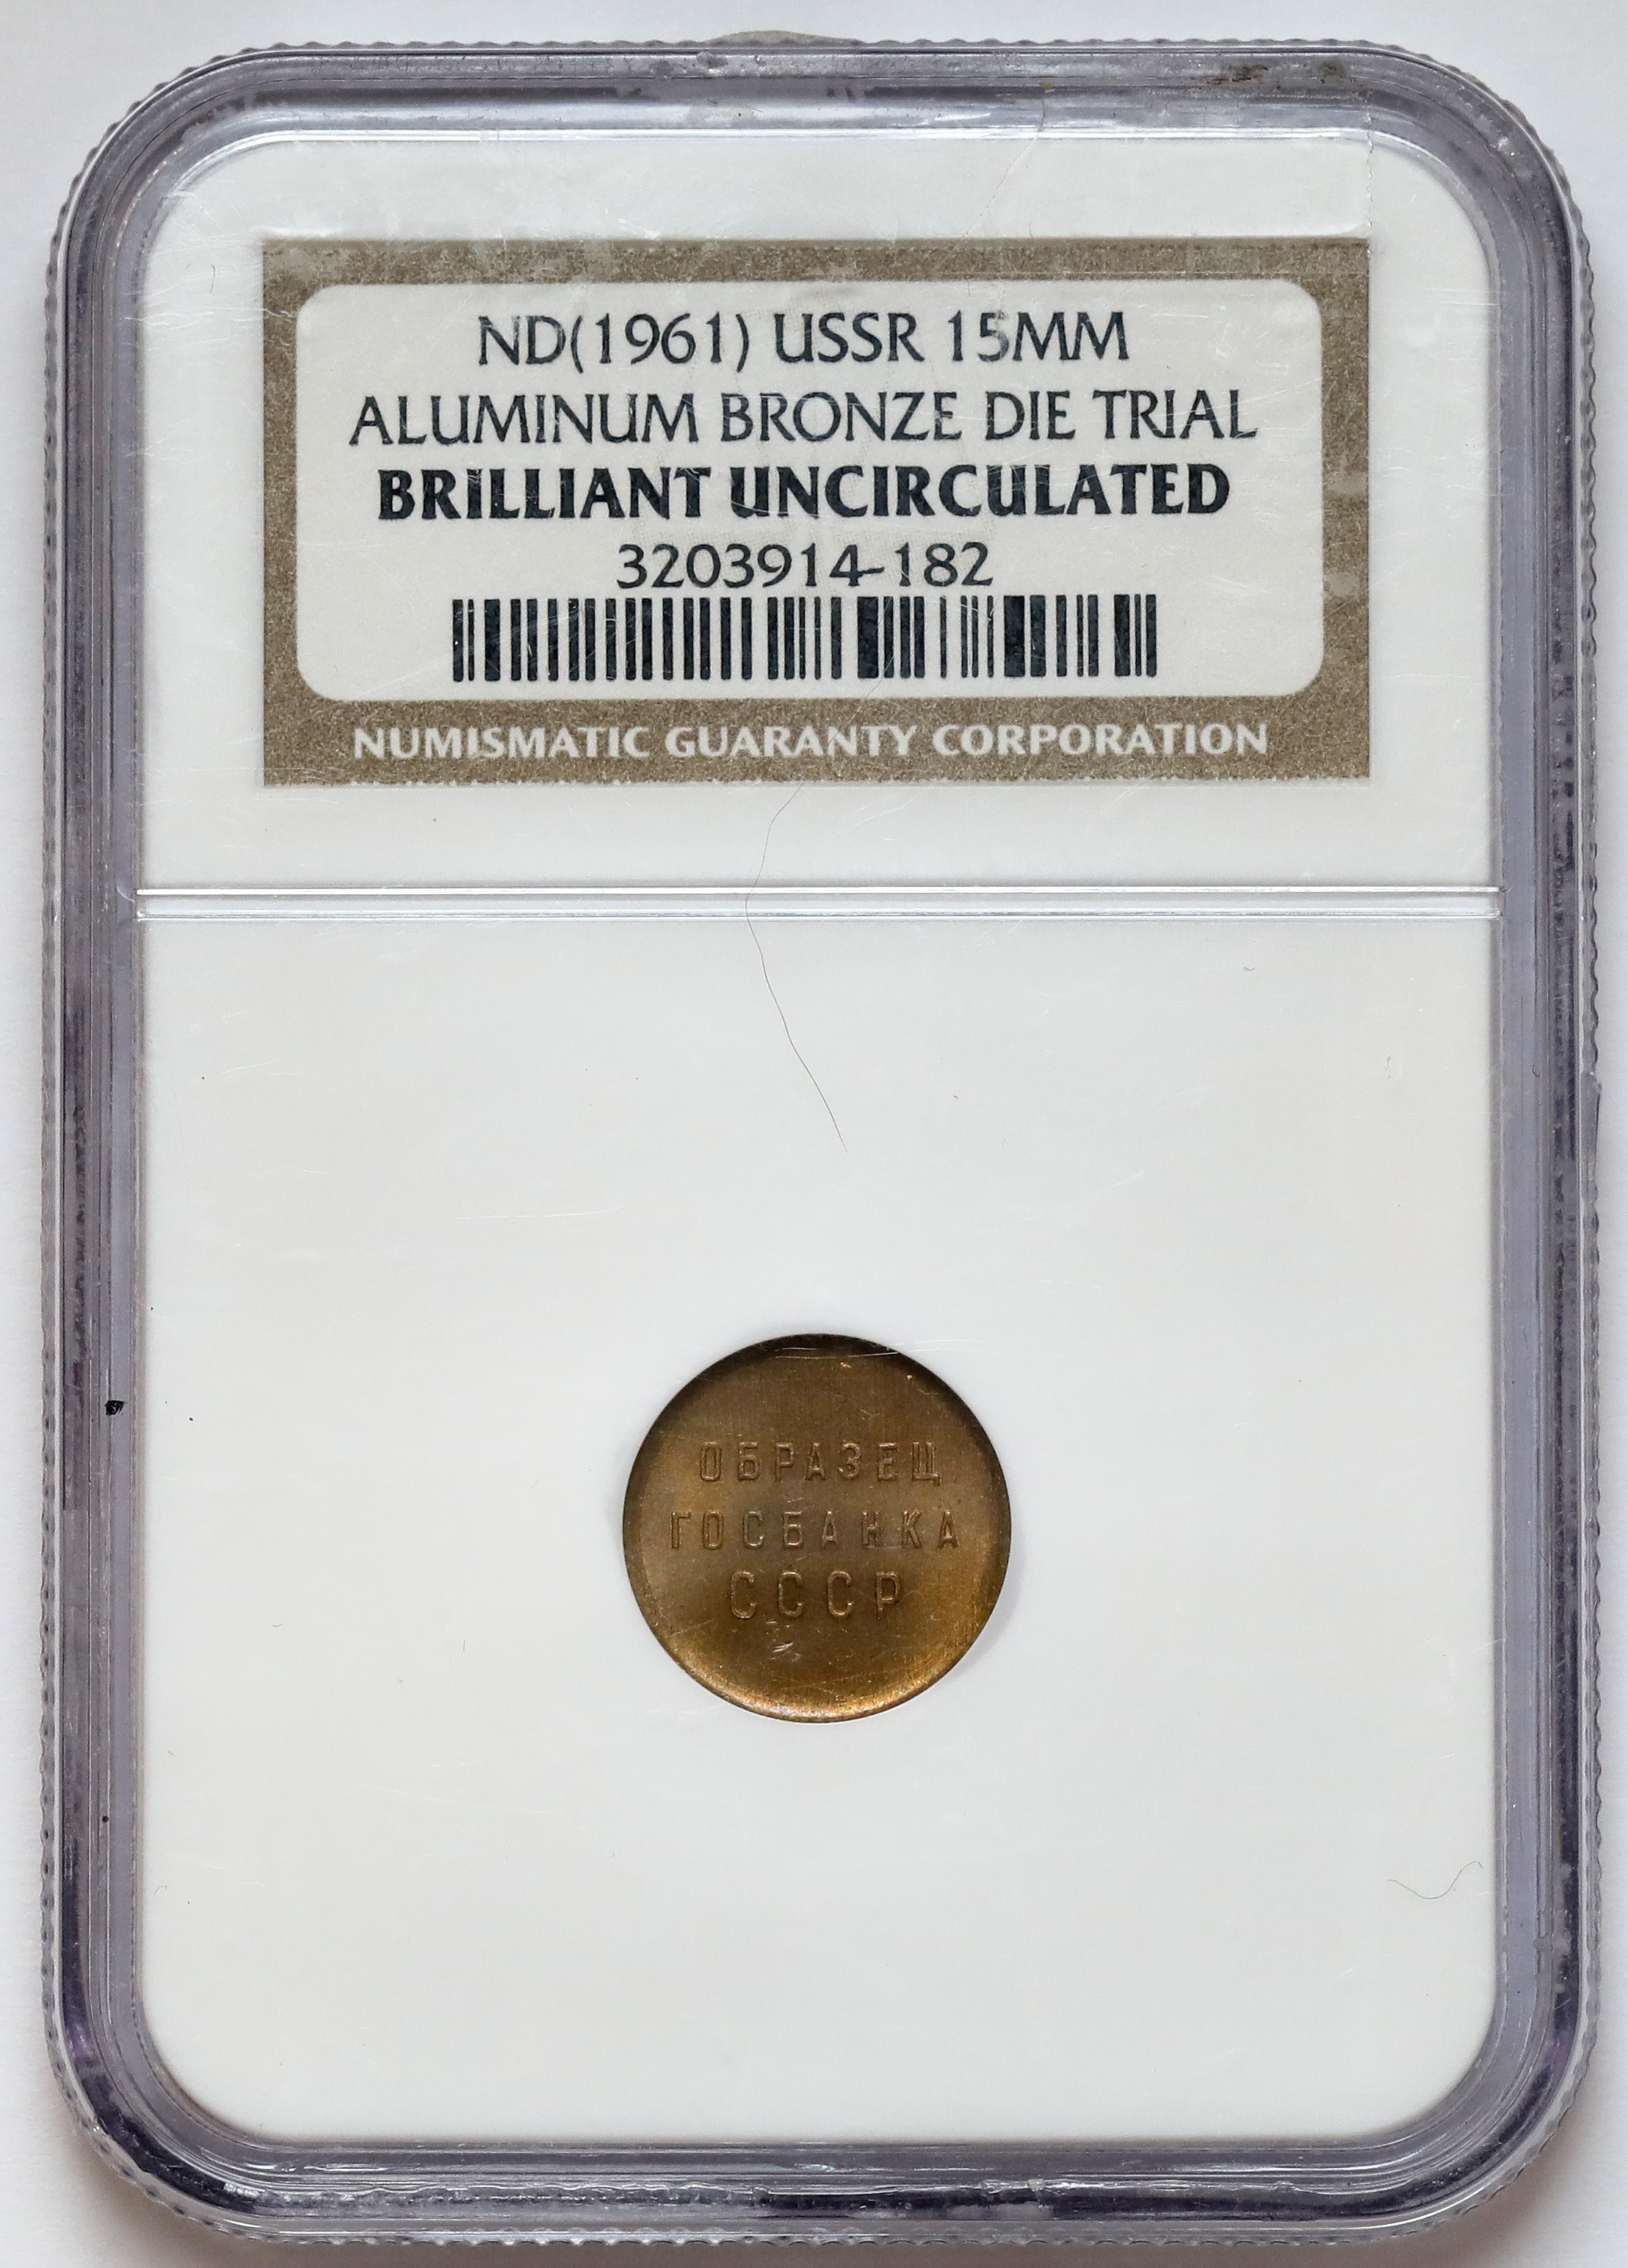 ND(1961) USSR 15MM
ALUMINUM BRONZE DIE TRIAL
BRILLIANT UNCIRCULATED
3203914-182
NUMISMATIC GUARANTY CORPORATION
ОБРАЗЕЦ
ГОСБАНКА
СССР